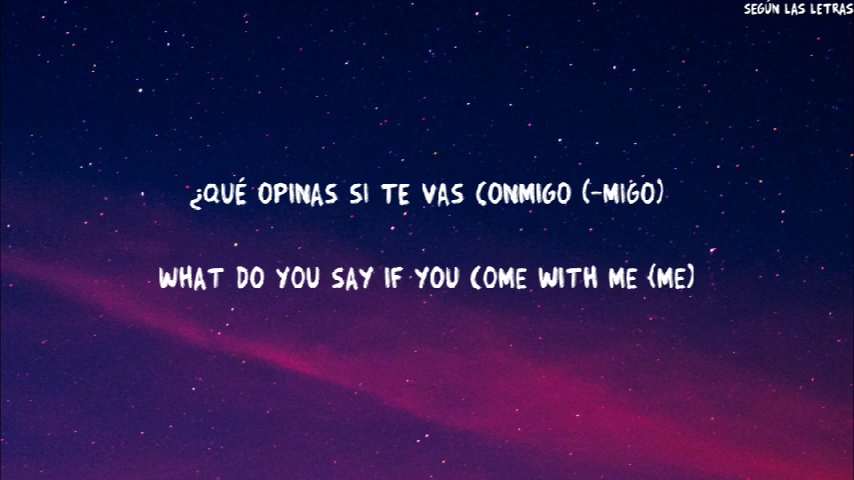 SEGÚN LAS LETRAS
¿QUÉ OPINAS SI TE VAS CONMIGO (-MIGO)
WHAT DO YOU SAY IF YOU COME WITH ME (ME)